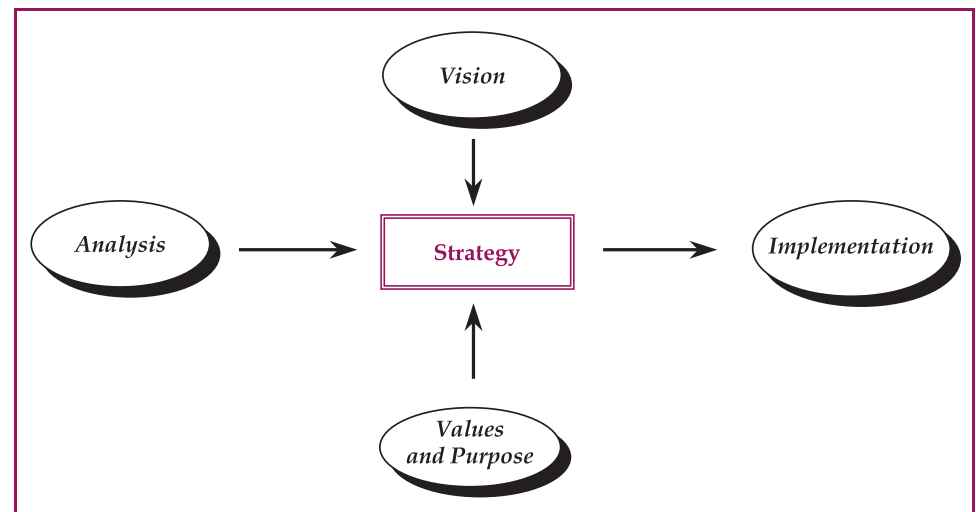 Vision
Analysis
Strategy
Implementation
Values
and Purpose